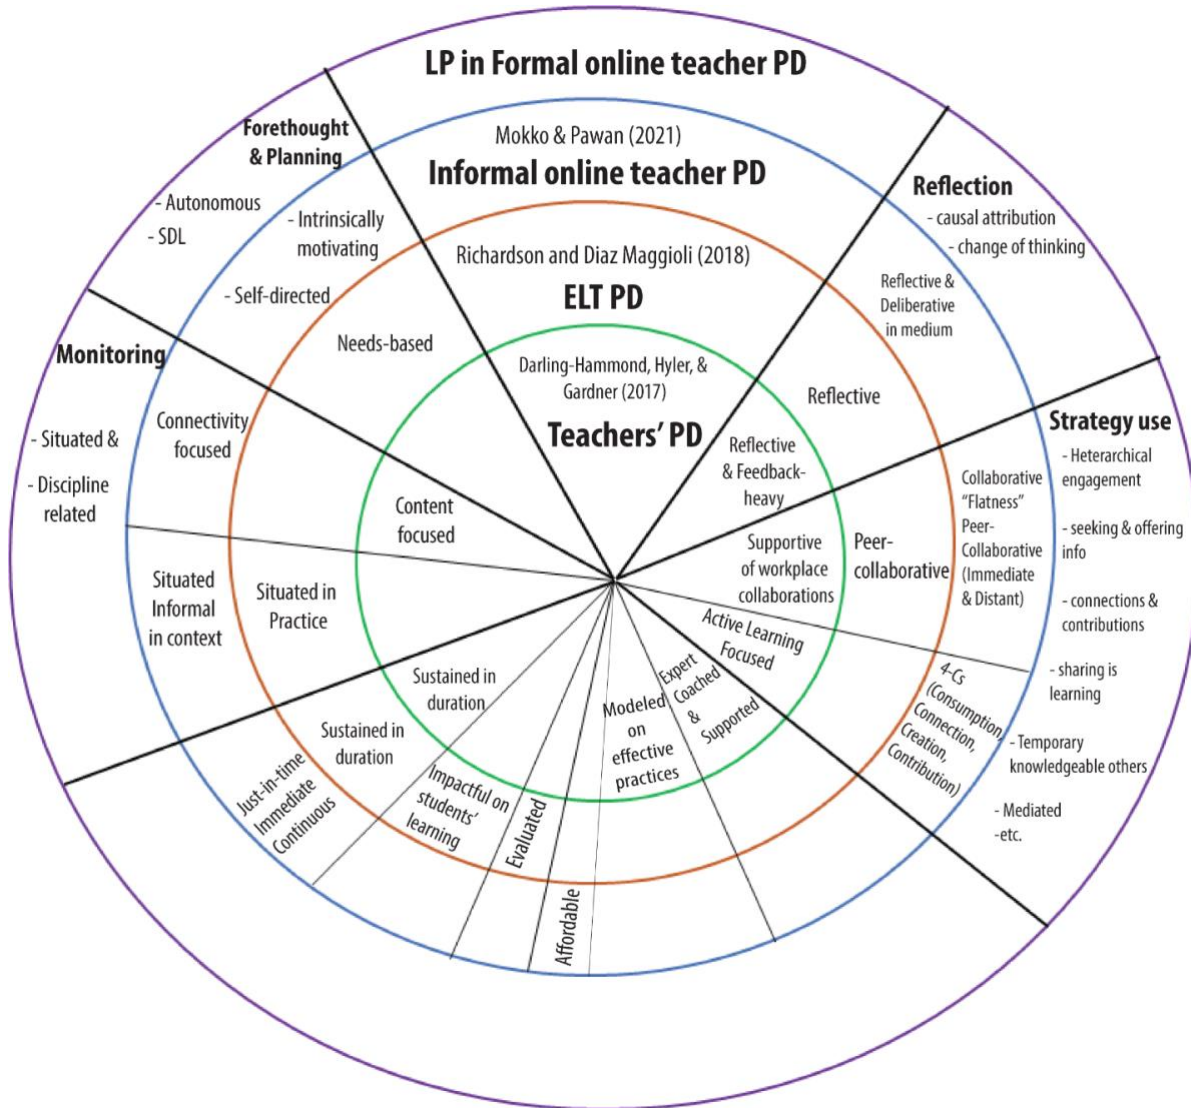 LP in Formal online teacher PD
Mokko & Pawan (2021)
Informal online teacher PD
Richardson and Diaz Maggioli (2018)
ELT PD
Darling-Hammond, Hyler, &
Gardner (2017)
Teachers' PD
Forethought
& Planning
- Autonomous
- SDL
- Intrinsically
motivating
- Self-directed
Needs-based
Reflection
- causal attribution
- change of thinking
Reflective &
Deliberative
in medium
Reflective
Reflective
& Feedback-
heavy
Monitoring
- Situated &
- Discipline
related
Connectivity
focused
Content
focused
Situated
Informal
in context
Situated in
Practice
Strategy use
- Heterarchical
engagement
- seeking & offering
info
- connections &
contributions
- sharing is
learning
- Temporary
knowledgeable others
- Mediated
-etc.
Collaborative
"Flatness"
Peer-
Collaborative
(Immediate
& Distant)
Peer-
collaborative
Supportive
of workplace
collaborations
Active Learning
Focused
4-Cs
(Consumption,
Connection,
Creation,
Contribution)
Expert
Coached
&
Supported
Modeled
on
effective
practices
Sustained in
duration
Sustained in
duration
Just-in-time
Immediate
Continuous
Impactful on
students'
learning
Evaluated
Affordable